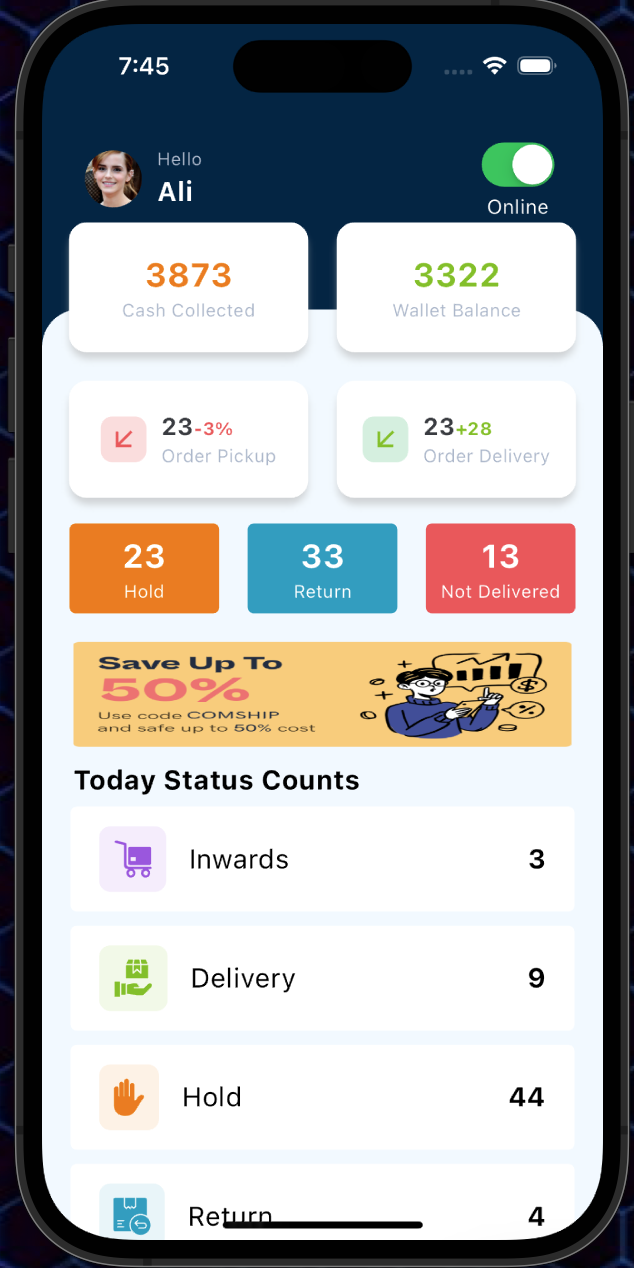 7:45
Hello
Ali
Online
3873
Cash Collected
3322
Wallet Balance
23-3%
Order Pickup
23+28
Order Delivery
23
Hold
33
Return
13
Not Delivered
Save Up To
50%
Use code COMSHIP
and safe up to 50% cost
$
%
Today Status Counts
Inwards 3
Delivery 9
Hold 44
Return 4